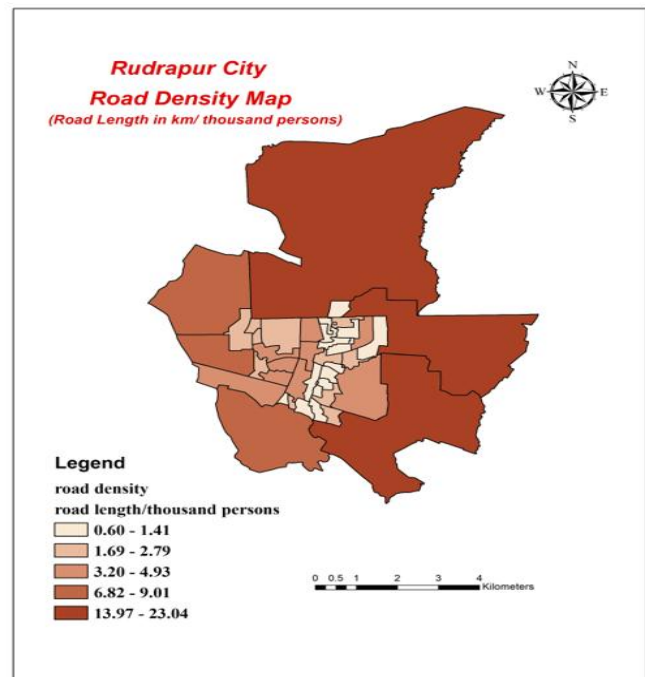 Rudrapur City
Road Density Map
(Road Length in km/ thousand persons)
N
W E
S
Legend
road density
road length/thousand persons
0.60 - 1.41
1.69 - 2.79
3.20 - 4.93
6.82 - 9.01
13.97 - 23.04
0 0.5 1 2 3 4
Kilometers